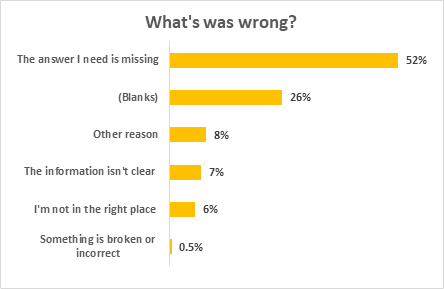 What's was wrong?
The answer I need is missing
52%
(Blanks)
26%
Other reason
8%
The information isn't clear
7%
I'm not in the right place
6%
Something is broken or
incorrect
0.5%